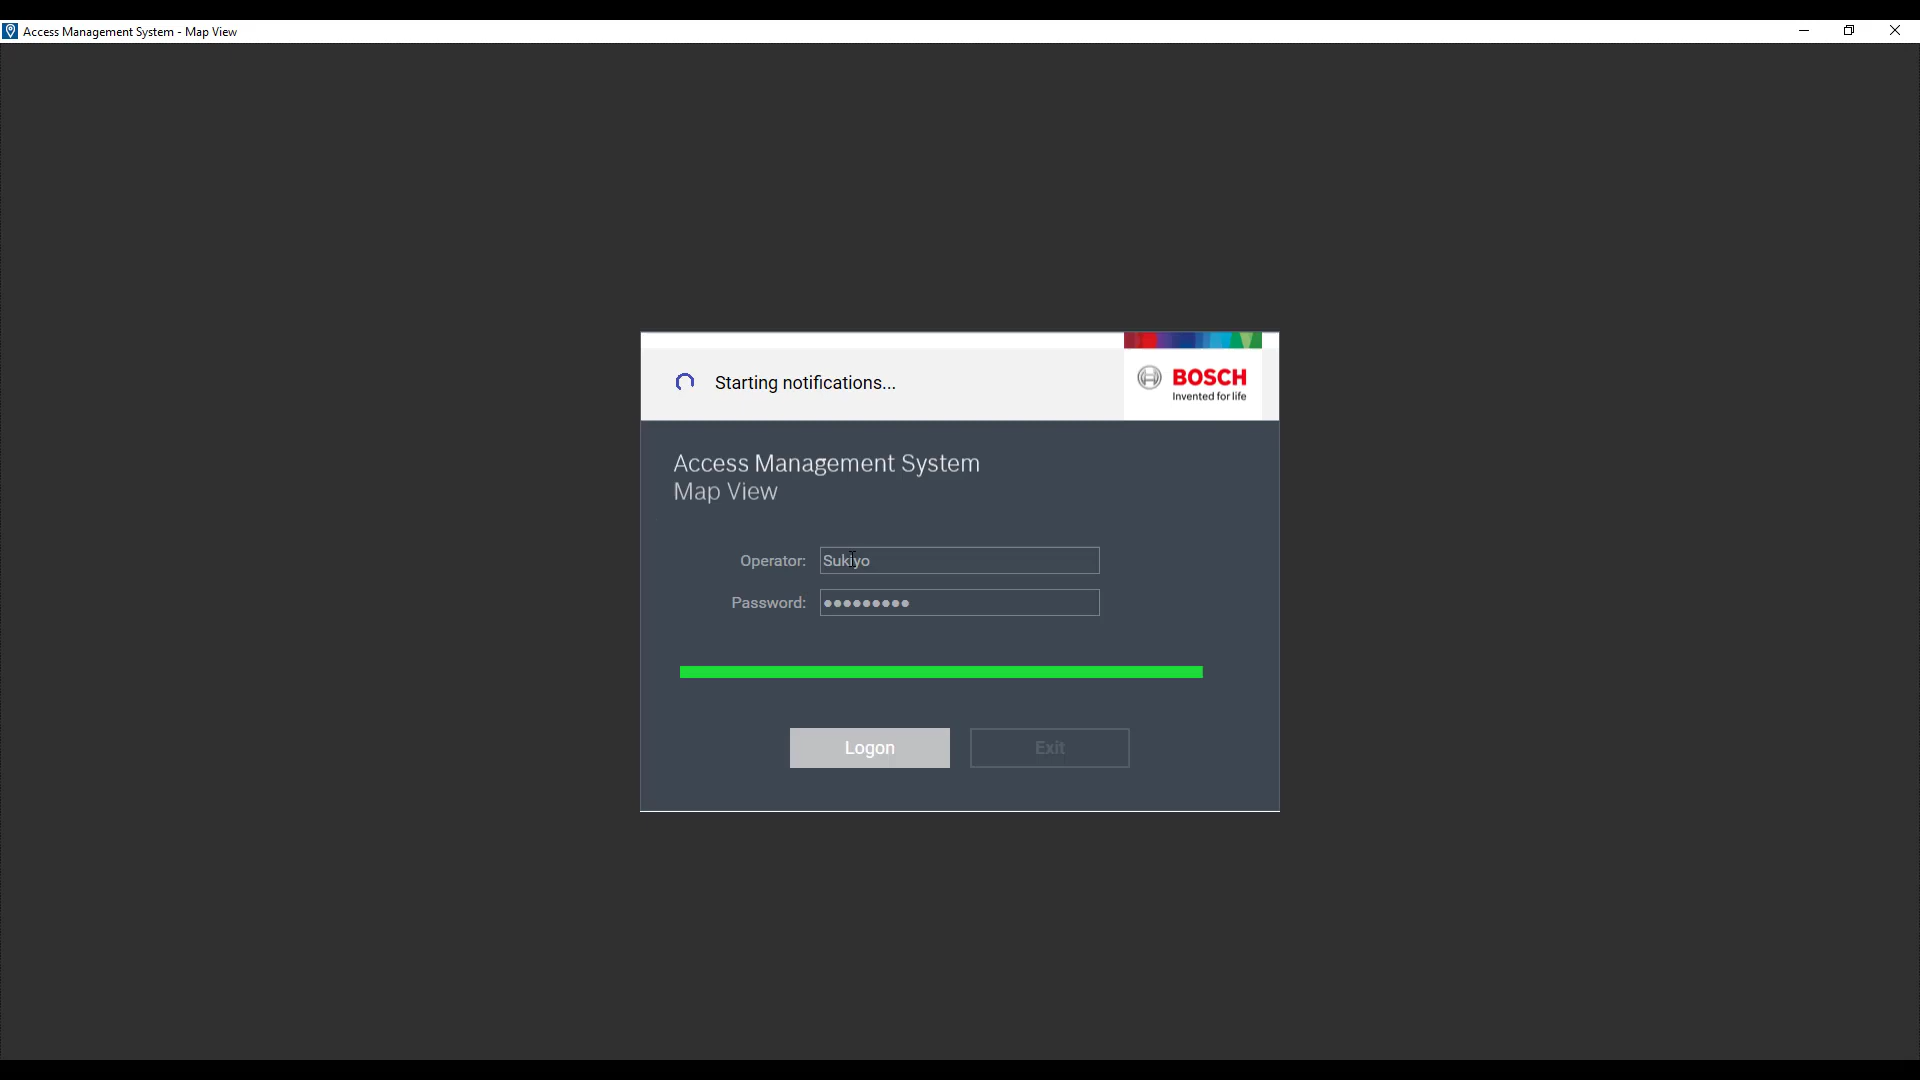 Access Management System - Map View
Starting notifications...
BOSCH
Invented for life
Access Management System
Map View
Operator: Sukiyo
Password: ●●●●●●●●●
Logon Exit